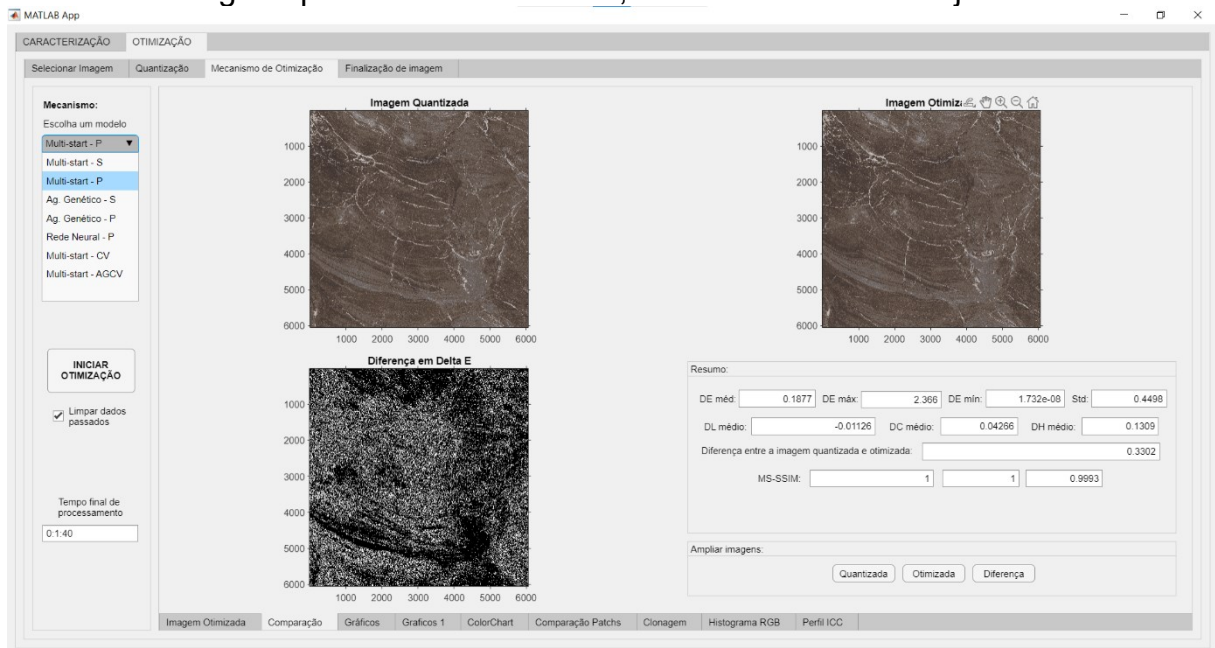 MATLAB App
CARACTERIZAÇÃO OTIMIZAÇÃO
Selecionar Imagem Quantização Mecanismo de Otimização Finalização de imagem
Mecanismo:
Escolha um modelo
Multi-start - P
Multi-start - S
Multi-start - P
Ag. Genético - S
Ag. Genético - P
Rede Neural - P
Multi-start - CV
Multi-start - AGCV
INICIAR
OTIMIZAÇÃO
Limpar dados
passados
Tempo final de
processamento
0:1:40
Imagem Quantizada
1000
2000
3000
4000
5000
6000
1000 2000 3000 4000 5000 6000
Imagem Otimiz
1000
2000
3000
4000
5000
6000
1000 2000 3000 4000 5000 6000
Diferença em Delta E
1000
2000
3000
4000
5000
6000
1000 2000 3000 4000 5000 6000
Resumo:
DE méd: 0.1877 DE máx: 2.366 DE mín: 1.732e-08 Std: 0.4498
DL médio: -0.01126 DC médio: 0.04266 DH médio: 0.1309
Diferença entre a imagem quantizada e otimizada: 0.3302
MS-SSIM: 1 1 0.9993
Ampliar imagens:
Quantizada Otimizada Diferença
Imagem Otimizada Comparação Gráficos Graficos 1 ColorChart Comparação Patchs Clonagem Histograma RGB Perfil ICC